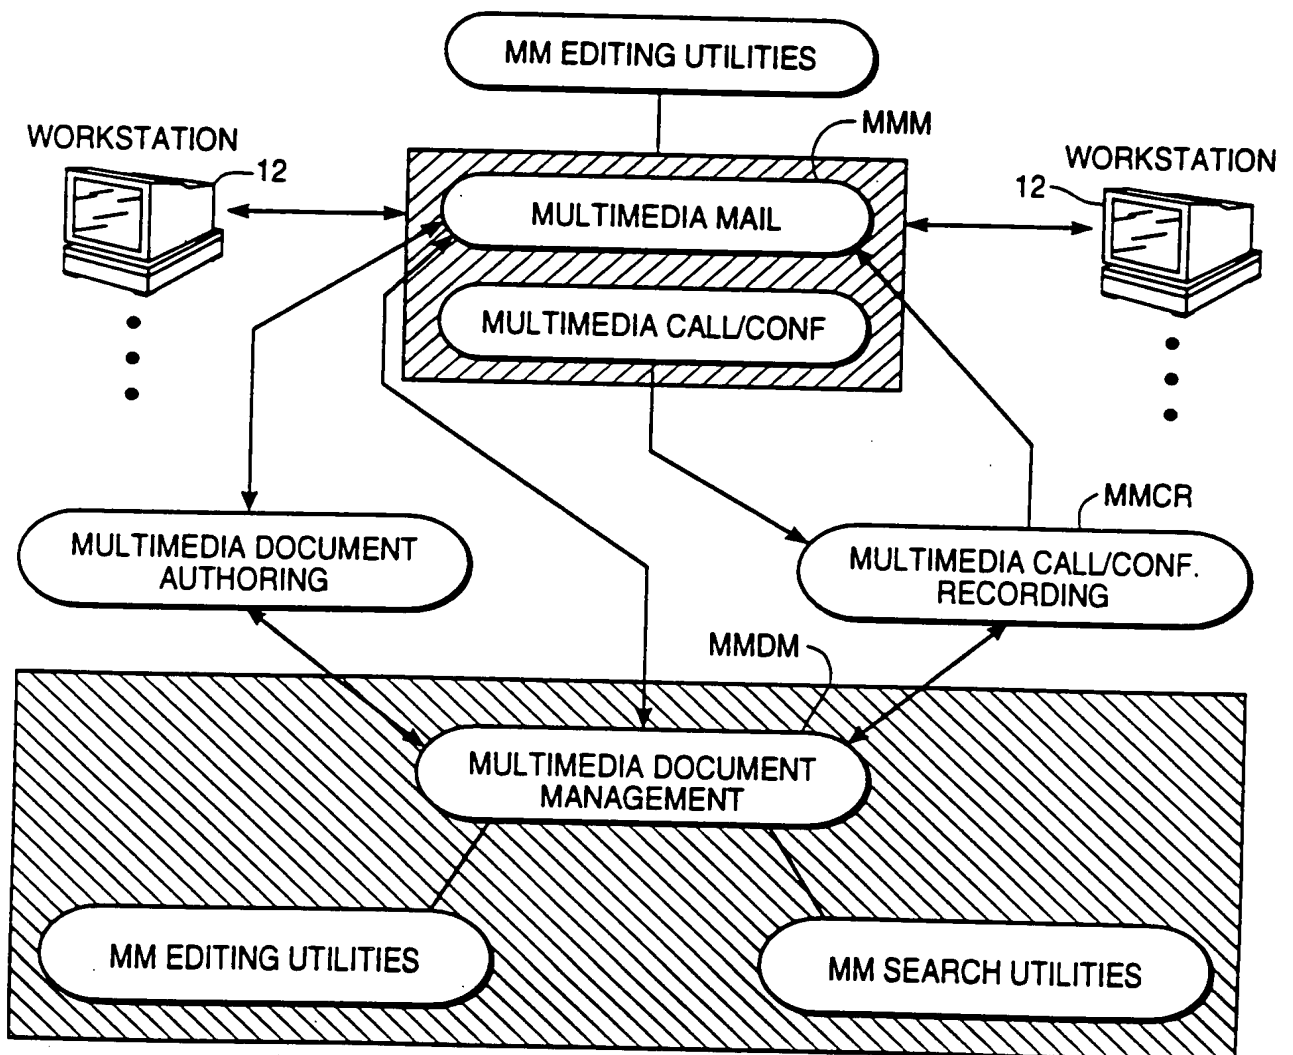 MM EDITING UTILITIES
MMM
WORKSTATION
12
WORKSTATION
12
MULTIMEDIA MAIL
MULTIMEDIA CALL/CONF
MMCR
MULTIMEDIA DOCUMENT
AUTHORING
MULTIMEDIA CALL/CONF.
RECORDING
MMDM
MULTIMEDIA DOCUMENT
MANAGEMENT
MM EDITING UTILITIES
MM SEARCH UTILITIES